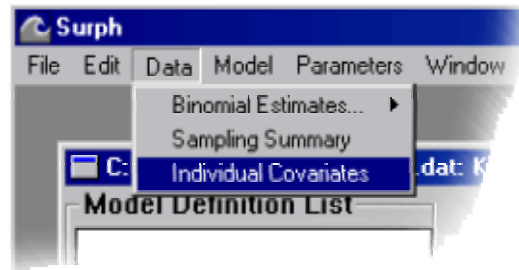 Surph
File Edit Data Model Parameters Window
Binomial Estimates...
Sampling Summary
Individual Covariates
C: .dat:
Model Definition List